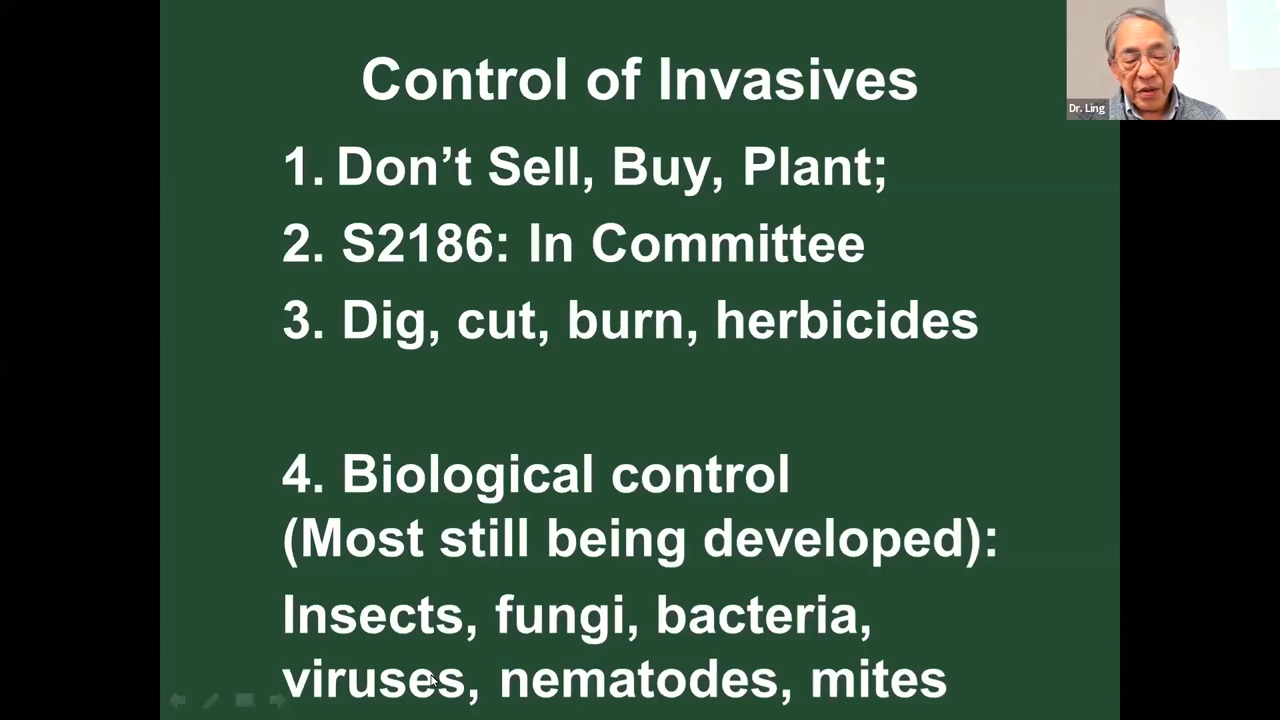 Control of Invasives
1. Don’t Sell, Buy, Plant;
2. S2186: In Committee
3. Dig, cut, burn, herbicides
4. Biological control
(Most still being developed):
Insects, fungi, bacteria,
viruses, nematodes, mites
Dr. Ling